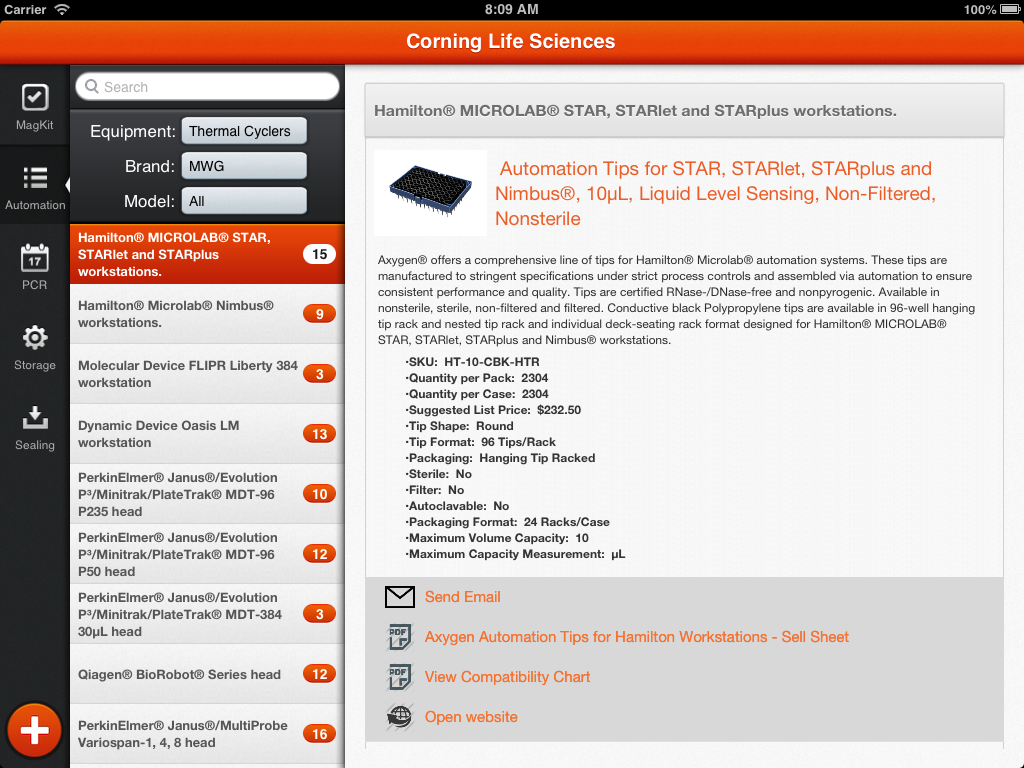 Carrier
8:09 AM
100%
Corning Life Sciences
MagKit
Automation
17
PCR
Storage
Sealing
Search
Equipment: Thermal Cyclers
Brand: MWG
Model: All
Hamilton® MICROLAB® STAR,
STARlet and STARplus
workstations.
15
Hamilton® Microlab® Nimbus®
workstations.
9
Molecular Device FLIPR Liberty 384
workstation
3
Dynamic Device Oasis LM
workstation
13
PerkinElmer® Janus®/Evolution
P³/Minitrak/PlateTrak® MDT-96
P235 head
10
PerkinElmer® Janus®/Evolution
P³/Minitrak/PlateTrak® MDT-96
P50 head
12
PerkinElmer® Janus®/Evolution
P³/Minitrak/PlateTrak® MDT-384
30µL head
3
Qiagen® BioRobot® Series head
12
PerkinElmer® Janus®/MultiProbe
Variospan-1, 4, 8 head
16
Hamilton® MICROLAB® STAR, STARlet and STARplus workstations.
Automation Tips for STAR, STARlet, STARplus and
Nimbus®, 10µL, Liquid Level Sensing, Non-Filtered,
Nonsterile
Axygen® offers a comprehensive line of tips for Hamilton® Microlab® automation systems. These tips are
manufactured to stringent specifications under strict process controls and assembled via automation to ensure
consistent performance and quality. Tips are certified RNase-/DNase-free and nonpyrogenic. Available in
nonsterile, sterile, non-filtered and filtered. Conductive black Polypropylene tips are available in 96-well hanging
tip rack and nested tip rack and individual deck-seating rack format designed for Hamilton® MICROLAB®
STAR, STARlet, STARplus and Nimbus® workstations.
·SKU: HT-10-CBK-HTR
·Quantity per Pack: 2304
·Quantity per Case: 2304
·Suggested List Price: $232.50
·Tip Shape: Round
·Tip Format: 96 Tips/Rack
·Packaging: Hanging Tip Racked
·Sterile: No
·Filter: No
·Autoclavable: No
·Packaging Format: 24 Racks/Case
·Maximum Volume Capacity: 10
·Maximum Capacity Measurement: µL
Send Email
PDF
Axygen Automation Tips for Hamilton Workstations - Sell Sheet
PDF
View Compatibility Chart
Open website